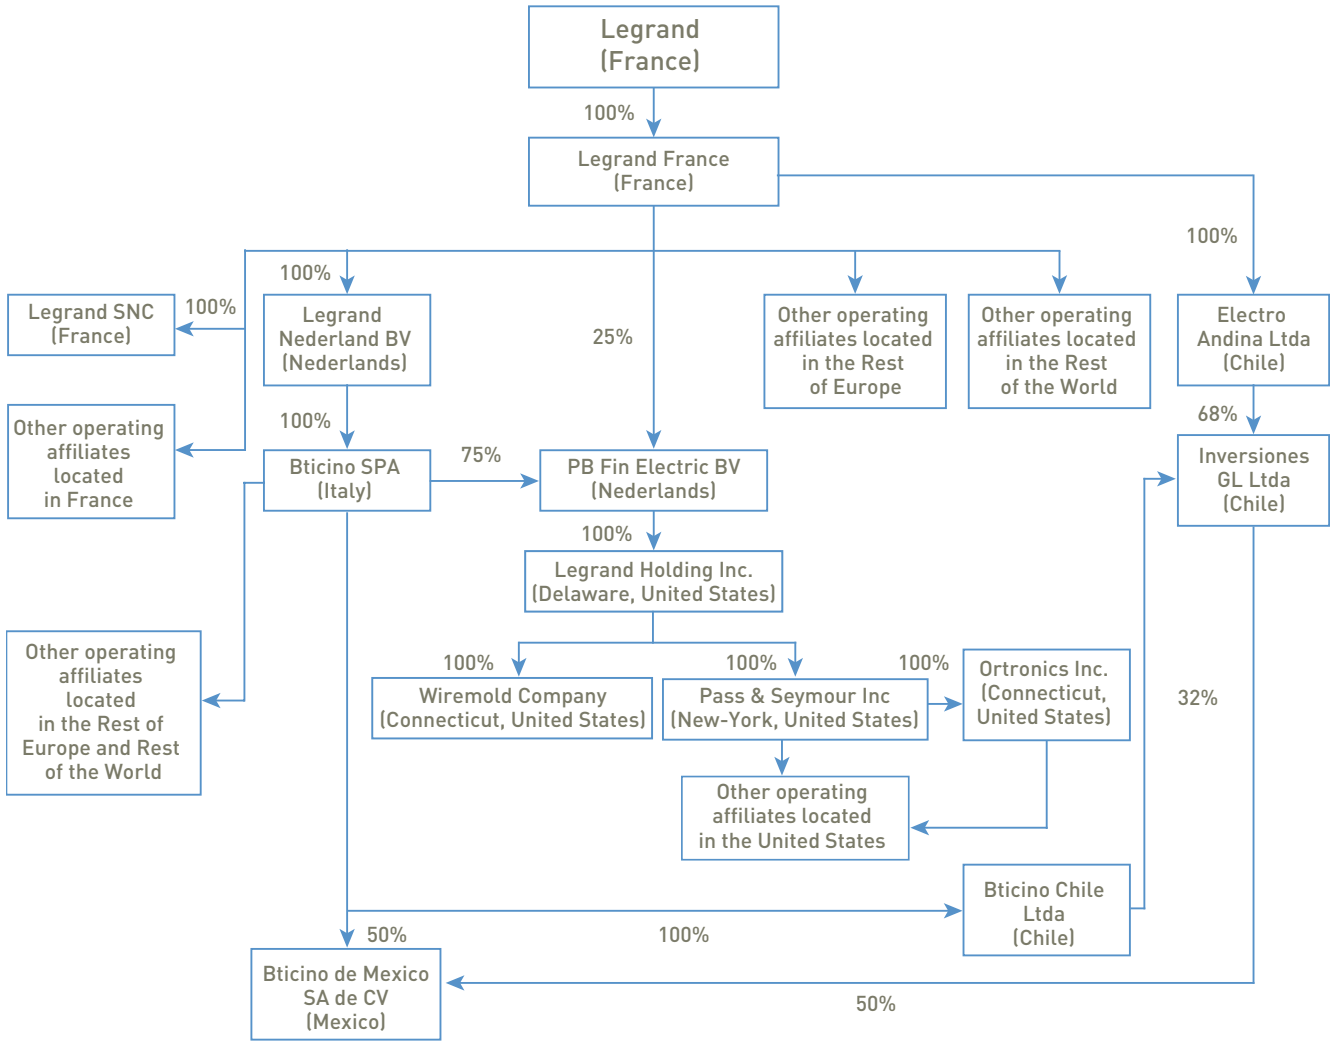 Legrand
(France)
100%
Legrand France
(France)
100%
100%
100%
25%
Legrand SNC
(France)
Legrand
Nederland BV
(Nederlands)
Other operating
affiliates located
in the Rest
of Europe
Other operating
affiliates located
in the Rest
of the World
Electro
Andina Ltda
(Chile)
100%
68%
Other operating
affiliates
located
in France
Bticino SPA
(Italy)
75%
PB Fin Electric BV
(Nederlands)
Inversiones
GL Ltda
(Chile)
100%
Legrand Holding Inc.
(Delaware, United States)
Other operating
affiliates
located
in the Rest of
Europe and Rest
of the World
100%
100%
100%
Wiremold Company
(Connecticut, United States)
Pass & Seymour Inc
(New-York, United States)
Ortronics Inc.
(Connecticut,
United States)
32%
Other operating
affiliates located
in the United States
Bticino Chile
Ltda
(Chile)
50%
100%
Bticino de Mexico
SA de CV
(Mexico)
50%